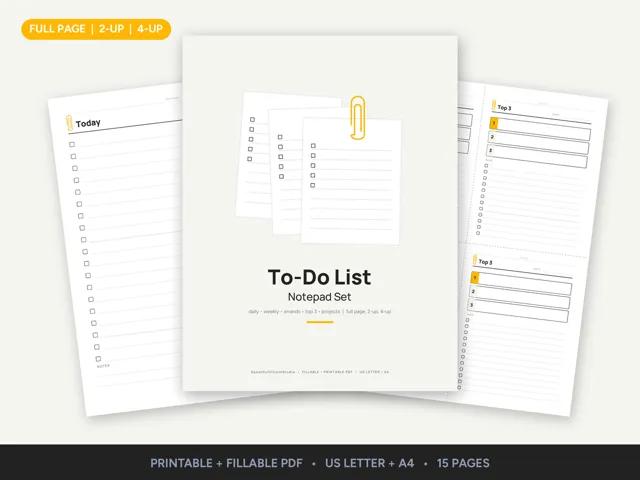 FULL PAGE | 2-UP | 4-UP
Today
NOTES
To-Do List
Notepad Set
daily • weekly • errands • top 3 • projects | full page, 2-up, 4-up
FILLABLE + PRINTABLE PDF • US LETTER + A4
Top 3
1
2
3
Top 3
1
2
3
PRINTABLE + FILLABLE PDF • US LETTER + A4 • 15 PAGES